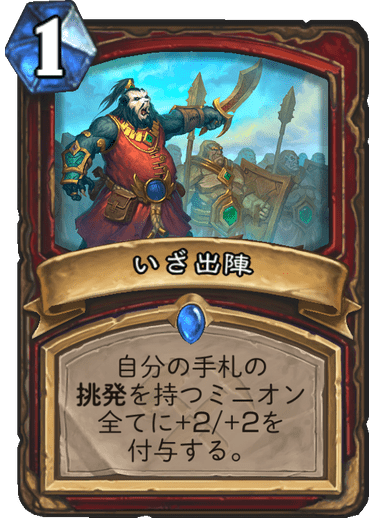 1
いざ出陣
自分の手札の
挑発を持つミニオン
全てに+2/+2を
付与する。